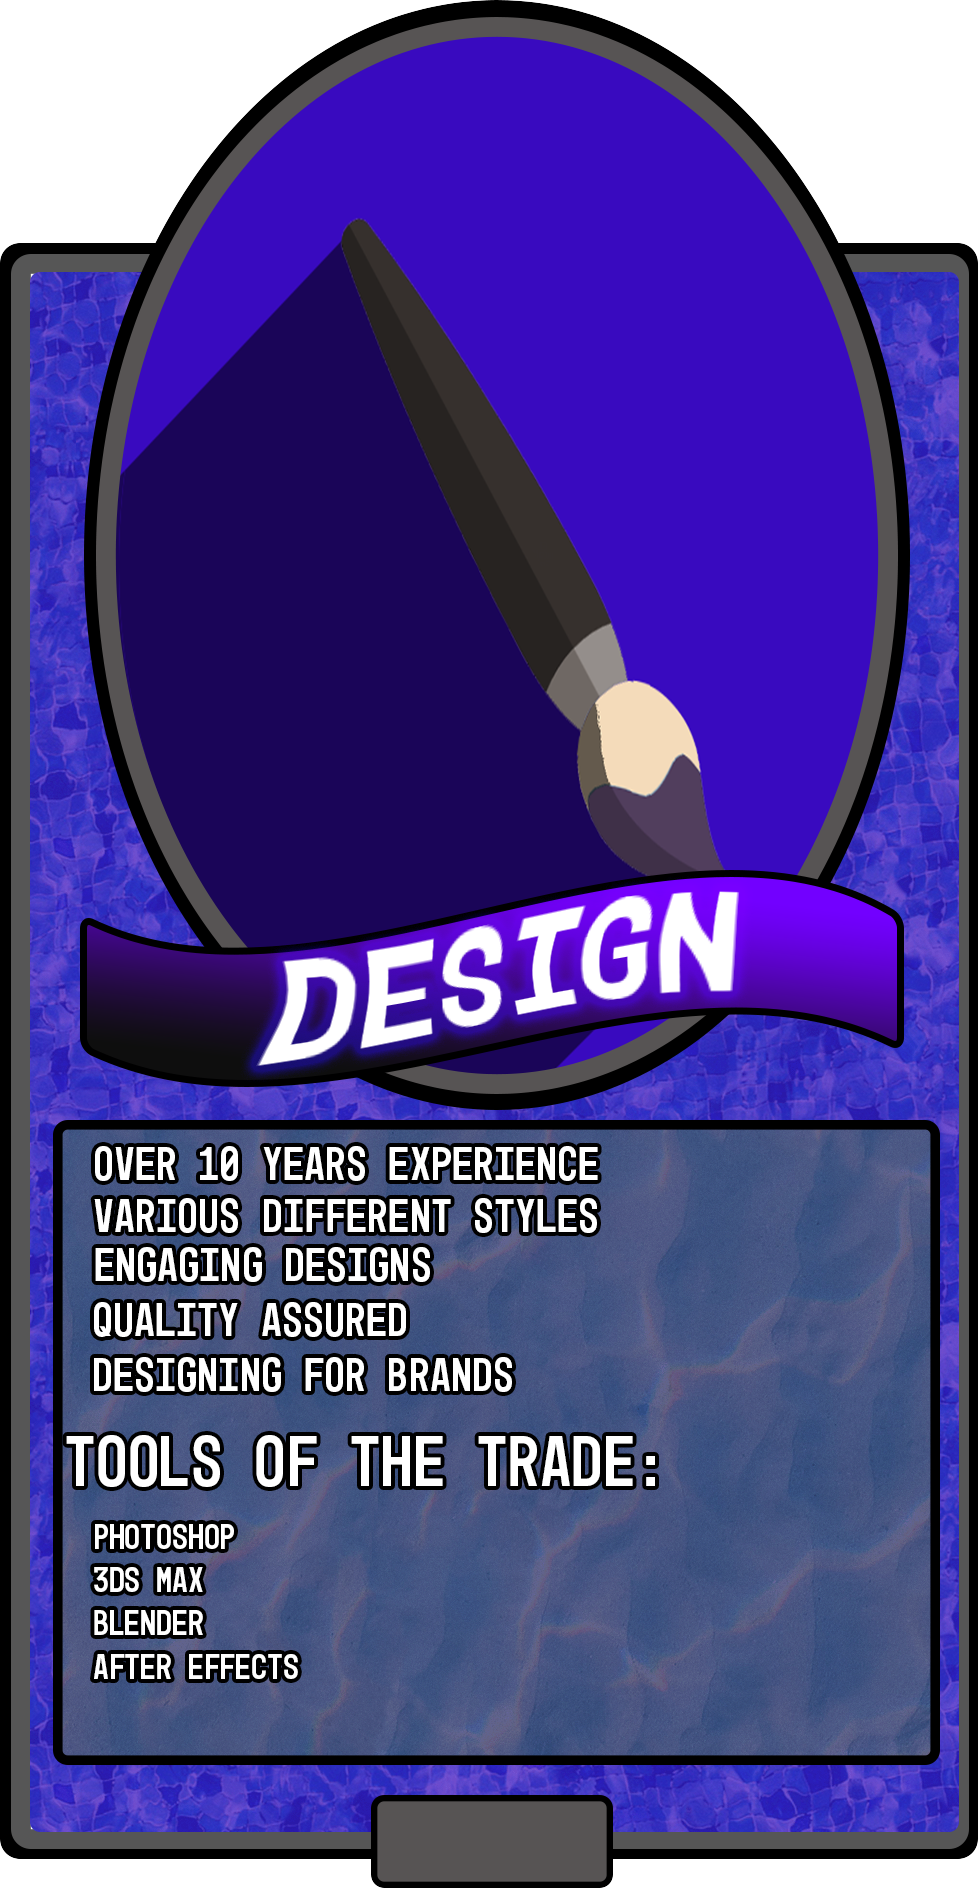 DESIGN
OVER 10 YEARS EXPERIENCE
VARIOUS DIFFERENT STYLES
ENGAGING DESIGNS
QUALITY ASSURED
DESIGNING FOR BRANDS
TOOLS OF THE TRADE:
PHOTOSHOP
3DS MAX
BLENDER
AFTER EFFECTS